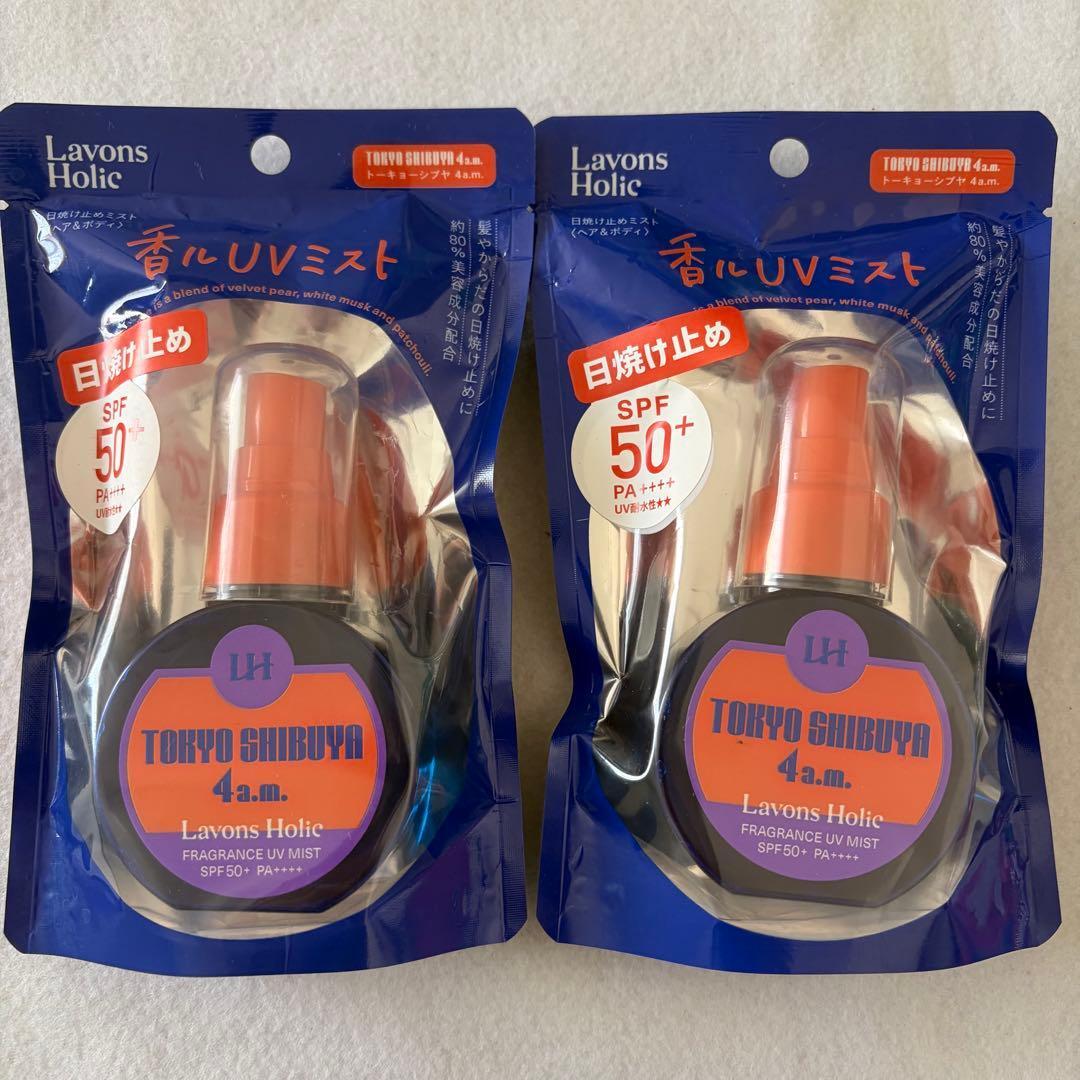 Lavons
Holic
TOKYO SHIBUYA 4a.m.
トーキョーシブヤ 4a.m.
日焼け止めミスト
〈ヘア&ボディ〉
香ルUVミスト
is a blend of velvet pear, white musk and patchouli.
髪やからだの日焼け止めに
約80%美容成分配合
日焼け止め
SPF
50+
PA++++
UV耐水性★★
LH
TOKYO SHIBUYA
4a.m.
Lavons Holic
FRAGRANCE UV MIST
SPF50+ PA++++
Lavons
Holic
TOKYO SHIBUYA 4a.m.
トーキョーシブヤ 4a.m.
日焼け止めミスト
〈ヘア&ボディ〉
香ルUVミスト
is a blend of velvet pear, white musk and patchouli.
髪やからだの日焼け止めに
約80%美容成分配合
日焼け止め
SPF
50+
PA++++
UV耐水性★★
LH
TOKYO SHIBUYA
4a.m.
Lavons Holic
FRAGRANCE UV MIST
SPF50+ PA++++